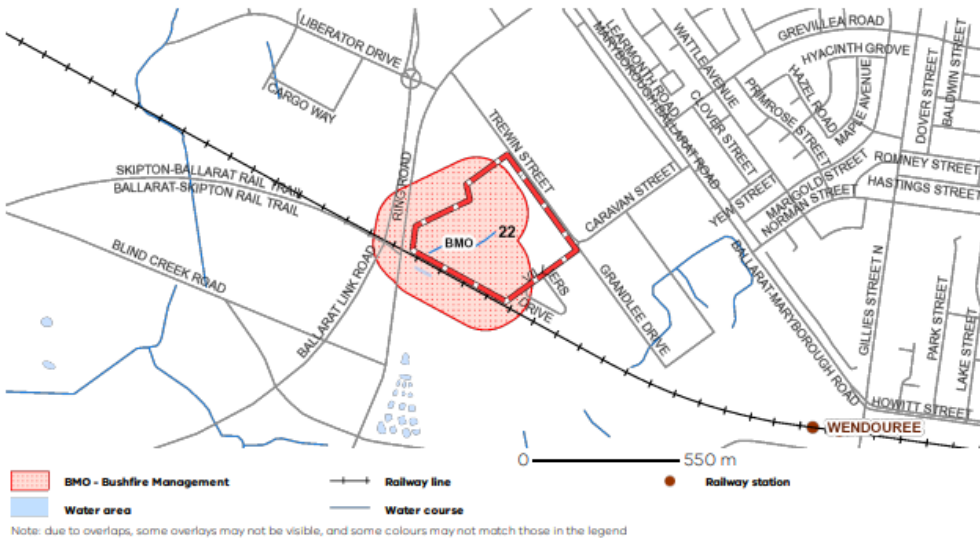 LIBERATOR DRIVE
CARGO WAY
GREVILLEA ROAD
HYACINTH GROVE
DOVER STREET
BALDWIN STREET
LEARMONTH ROAD
MARYBOROUGH-BALLARAT ROAD
WATTLE AVENUE
CLOVER STREET
PRIMROSE STREET
HAZEL ROAD
MAPLE AVENUE
TREWIN STREET
ROMNEY STREET
HASTINGS STREET
SKIPTON-BALLARAT RAIL TRAIL
BALLARAT-SKIPTON RAIL TRAIL
RING ROAD
CARAVAN STREET
YEW STREET
MARIGOLD STREET
NORMAN STREET
BMO
22
BLIND CREEK ROAD
BALLARAT LINK ROAD
VILLIERS
DRIVE
GRANDLEE DRIVE
BALLARAT-MARYBOROUGH ROAD
GILLIES STREET N
PARK STREET
LAKE STREET
HOWITT STREET
WENDOUREE
0 550 m
BMO - Bushfire Management
Railway line
Railway station
Water area
Water course
Note: due to overlaps, some overlays may not be visible, and some colours may not match those in the legend